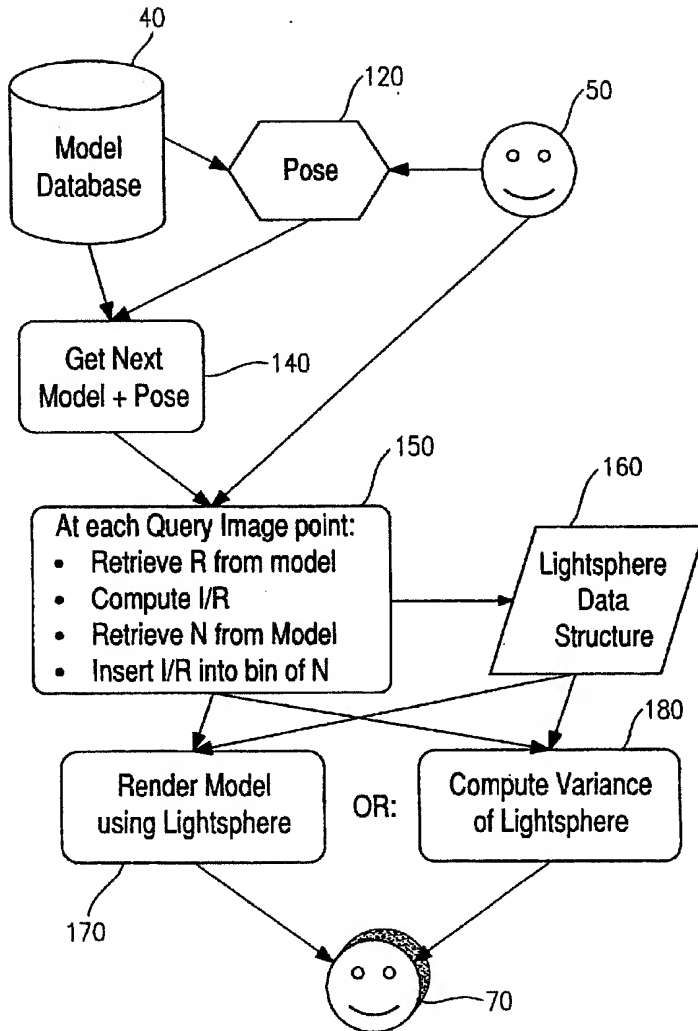 40
120
50
Model
Database
Pose
Get Next
Model + Pose
140
150
160
At each Query Image point:
• Retrieve R from model
• Compute I/R
• Retrieve N from Model
• Insert I/R into bin of N
Lightsphere
Data
Structure
180
Render Model
using Lightsphere
OR:
Compute Variance
of Lightsphere
170
70